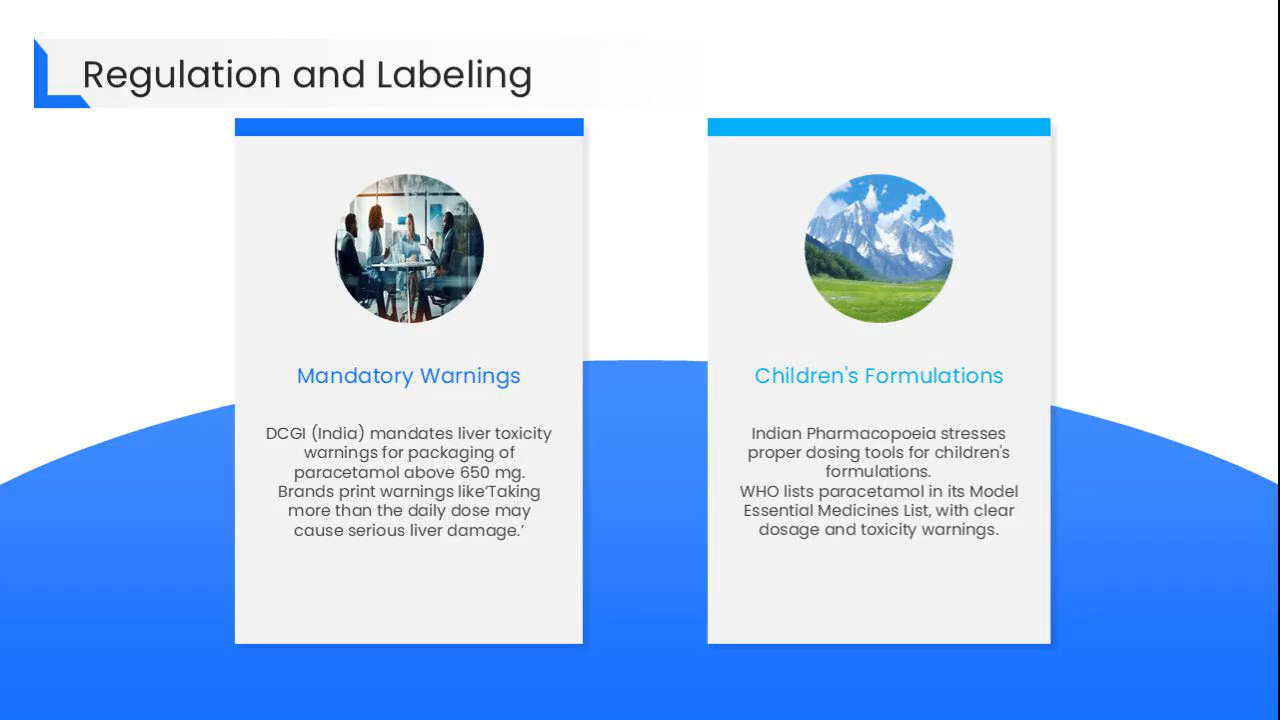 Regulation and Labeling
Mandatory Warnings
DCGI (India) mandates liver toxicity
warnings for packaging of
paracetamol above 650 mg.
Brands print warnings like‘Taking
more than the daily dose may
cause serious liver damage.’
Children's Formulations
Indian Pharmacopoeia stresses
proper dosing tools for children's
formulations.
WHO lists paracetamol in its Model
Essential Medicines List, with clear
dosage and toxicity warnings.